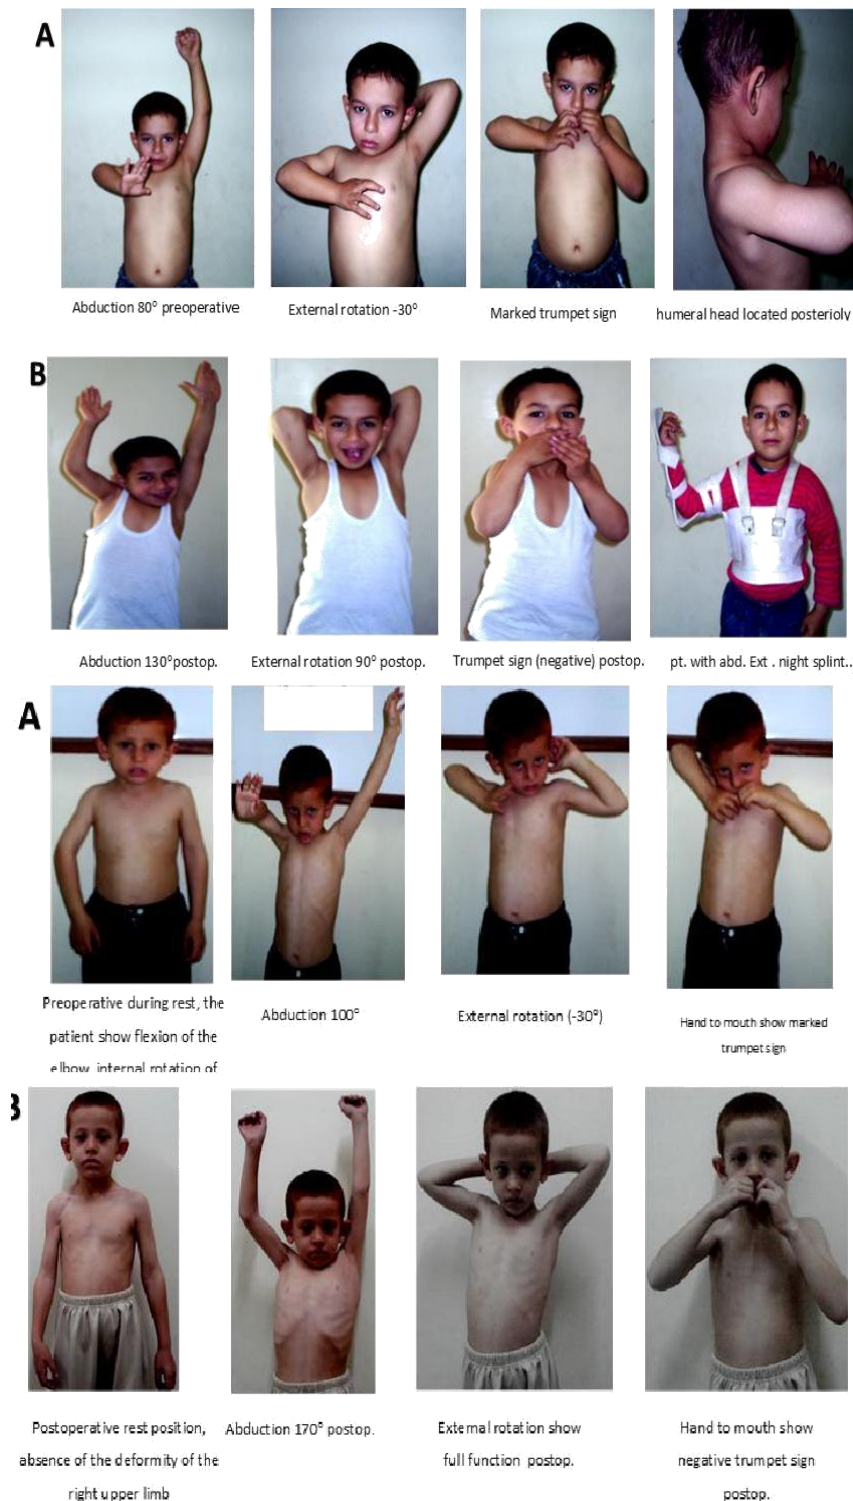 A
Abduction 80° preoperative
External rotation -30°
Marked trumpet sign
humeral head located posterioly
B
Abduction 130°postop.
External rotation 90° postop.
Trumpet sign (negative) postop.
pt. with abd. Ext . night splint..
A
Preoperative during rest, the
patient show flexion of the
elbow, internal rotation of
Abduction 100°
External rotation (-30°)
Hand to mouth show marked
trumpet sign
B
Postoperative rest position,
absence of the deformity of the
right upper limb
Abduction 170° postop.
External rotation show
full function postop.
Hand to mouth show
negative trumpet sign
postop.